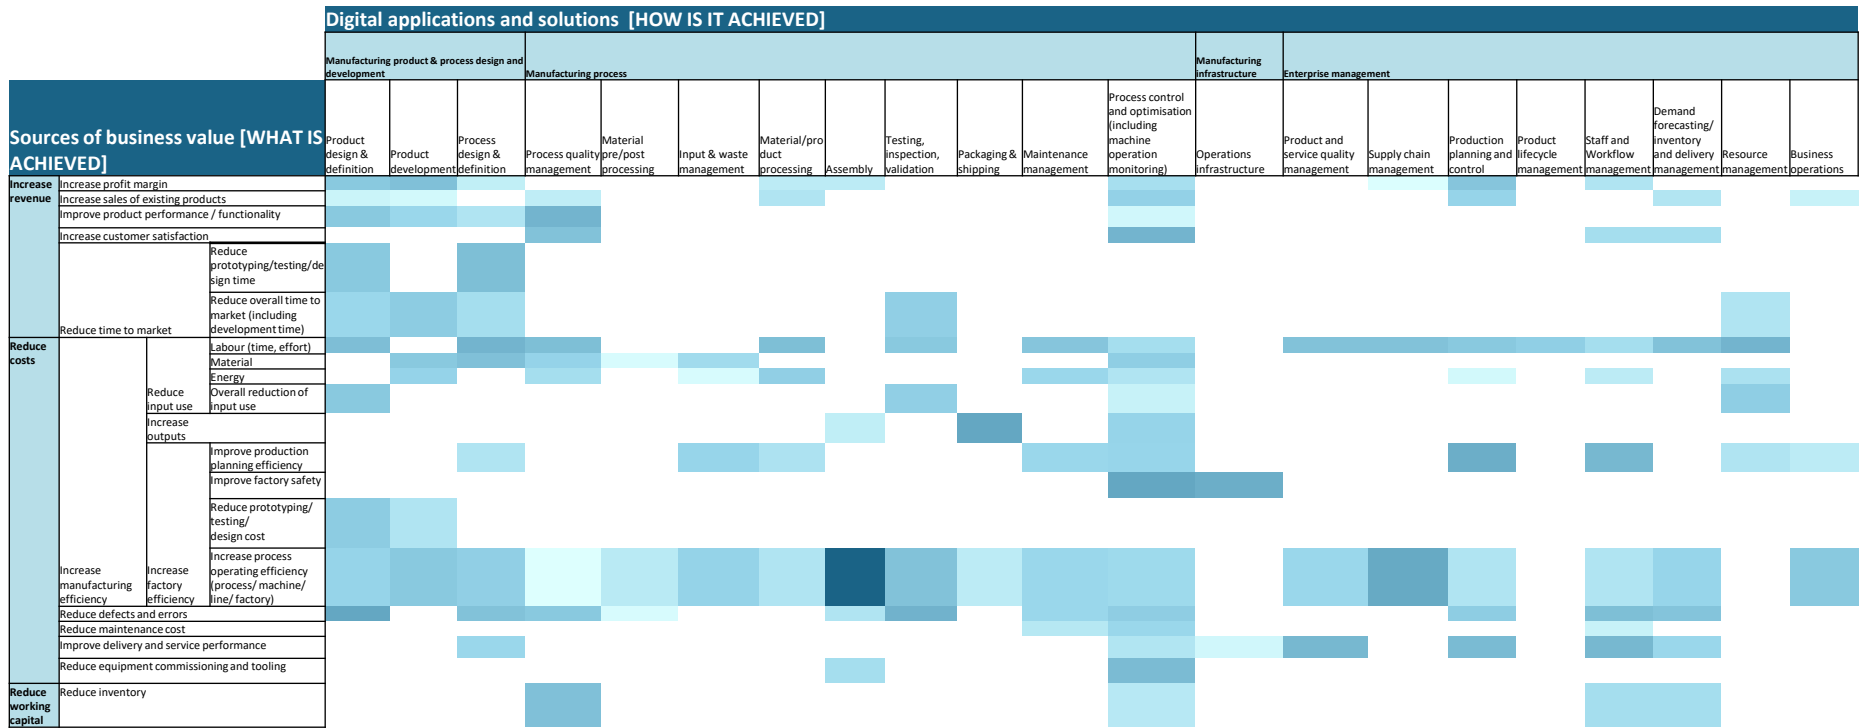 Digital applications and solutions [HOW IS IT ACHIEVED]
Manufacturing product & process design and
development
Manufacturing process
Manufacturing
infrastructure
Enterprise management
Sources of business value [WHAT IS
ACHIEVED]
Product
design &
definition
Product
development
Process
design &
definition
Process quality
management
Material
pre/post
processing
Input & waste
management
Material/pro
duct
processing
Assembly
Testing,
inspection,
validation
Packaging &
shipping
Maintenance
management
Process control
and optimisation
(including
machine
operation
monitoring)
Operations
infrastructure
Product and
service quality
management
Supply chain
management
Production
planning and
control
Product
lifecycle
management
Staff and
Workflow
management
Demand
forecasting/
inventory
and delivery
management
Resource
management
Business
operations
Increase
revenue
Increase profit margin
Increase sales of existing products
Improve product performance / functionality
Increase customer satisfaction
Reduce time to market
Reduce
prototyping/testing/de
sign time
Reduce overall time to
market (including
development time)
Reduce
costs
Increase
manufacturing
efficiency
Reduce
input use
Labour (time, effort)
Material
Energy
Overall reduction of
input use
Increase
outputs
Increase
factory
efficiency
Improve production
planning efficiency
Improve factory safety
Reduce prototyping/
testing/
design cost
Increase process
operating efficiency
(process/ machine/
line/ factory)
Reduce defects and errors
Reduce maintenance cost
Improve delivery and service performance
Reduce equipment commissioning and tooling
Reduce
working
capital
Reduce inventory